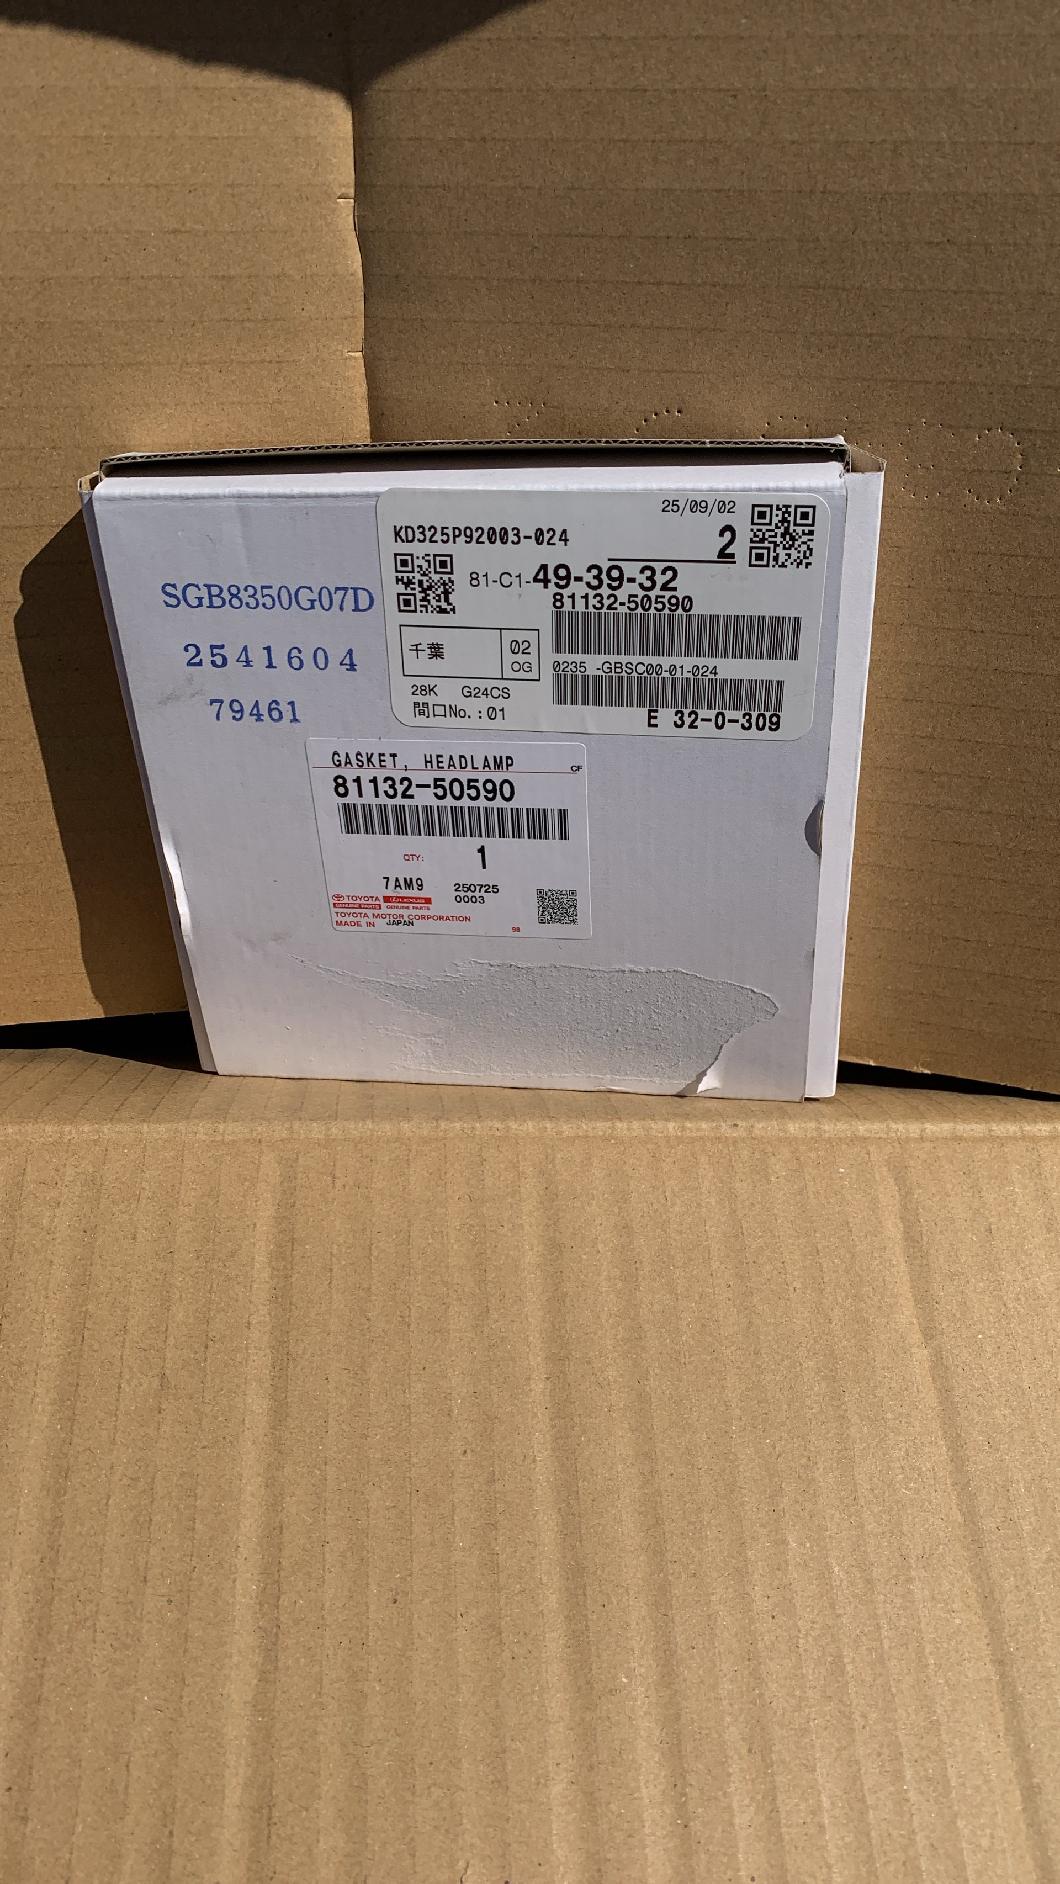 25/09/02
KD325P92003-024
2
81-C1-49-39-32
81132-50590
千葉
02
OG
0235 -GBSC00-01-024
28K G24CS
間口No.:01
E 32-0-309
SGB8350G07D
2541604
79461
GASKET, HEADLAMP
CF
81132-50590
QTY: 1
7AM9
250725
0003
TOYOTA LEXUS
GENUINE PARTS GENUINE PARTS
TOYOTA MOTOR CORPORATION
MADE IN JAPAN
98